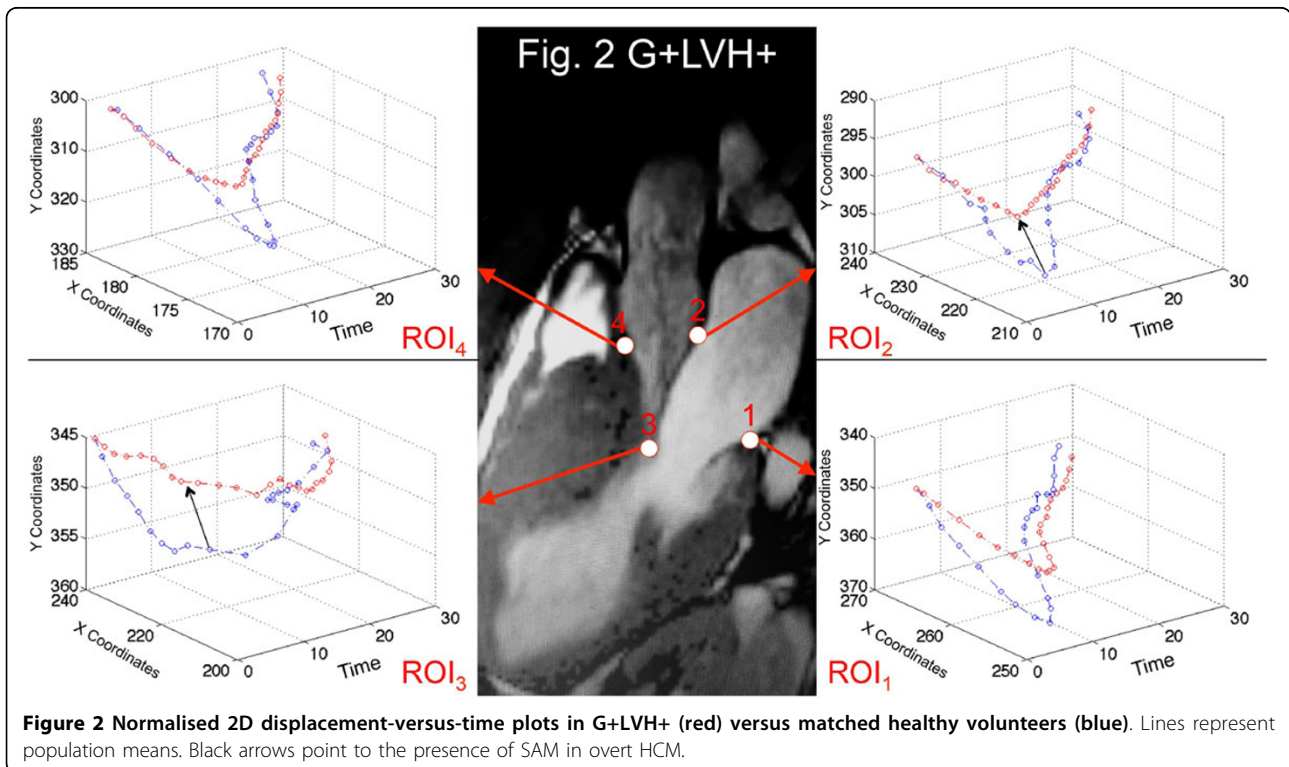 Fig. 2 G+LVH+
300
310
320
330
Y Coordinates
185
180
175
170
X Coordinates
0
10
20
30
Time
ROI4
290
295
300
305
310
Y Coordinates
240
230
220
210
X Coordinates
0
10
20
30
Time
ROI2
4
2
3
1
345
350
355
360
Y Coordinates
240
220
200
X Coordinates
0
10
20
30
Time
ROI3
340
350
360
370
Y Coordinates
270
260
250
X Coordinates
0
10
20
30
Time
ROI1
Figure 2 Normalised 2D displacement-versus-time plots in G+LVH+ (red) versus matched healthy volunteers (blue). Lines represent
population means. Black arrows point to the presence of SAM in overt HCM.